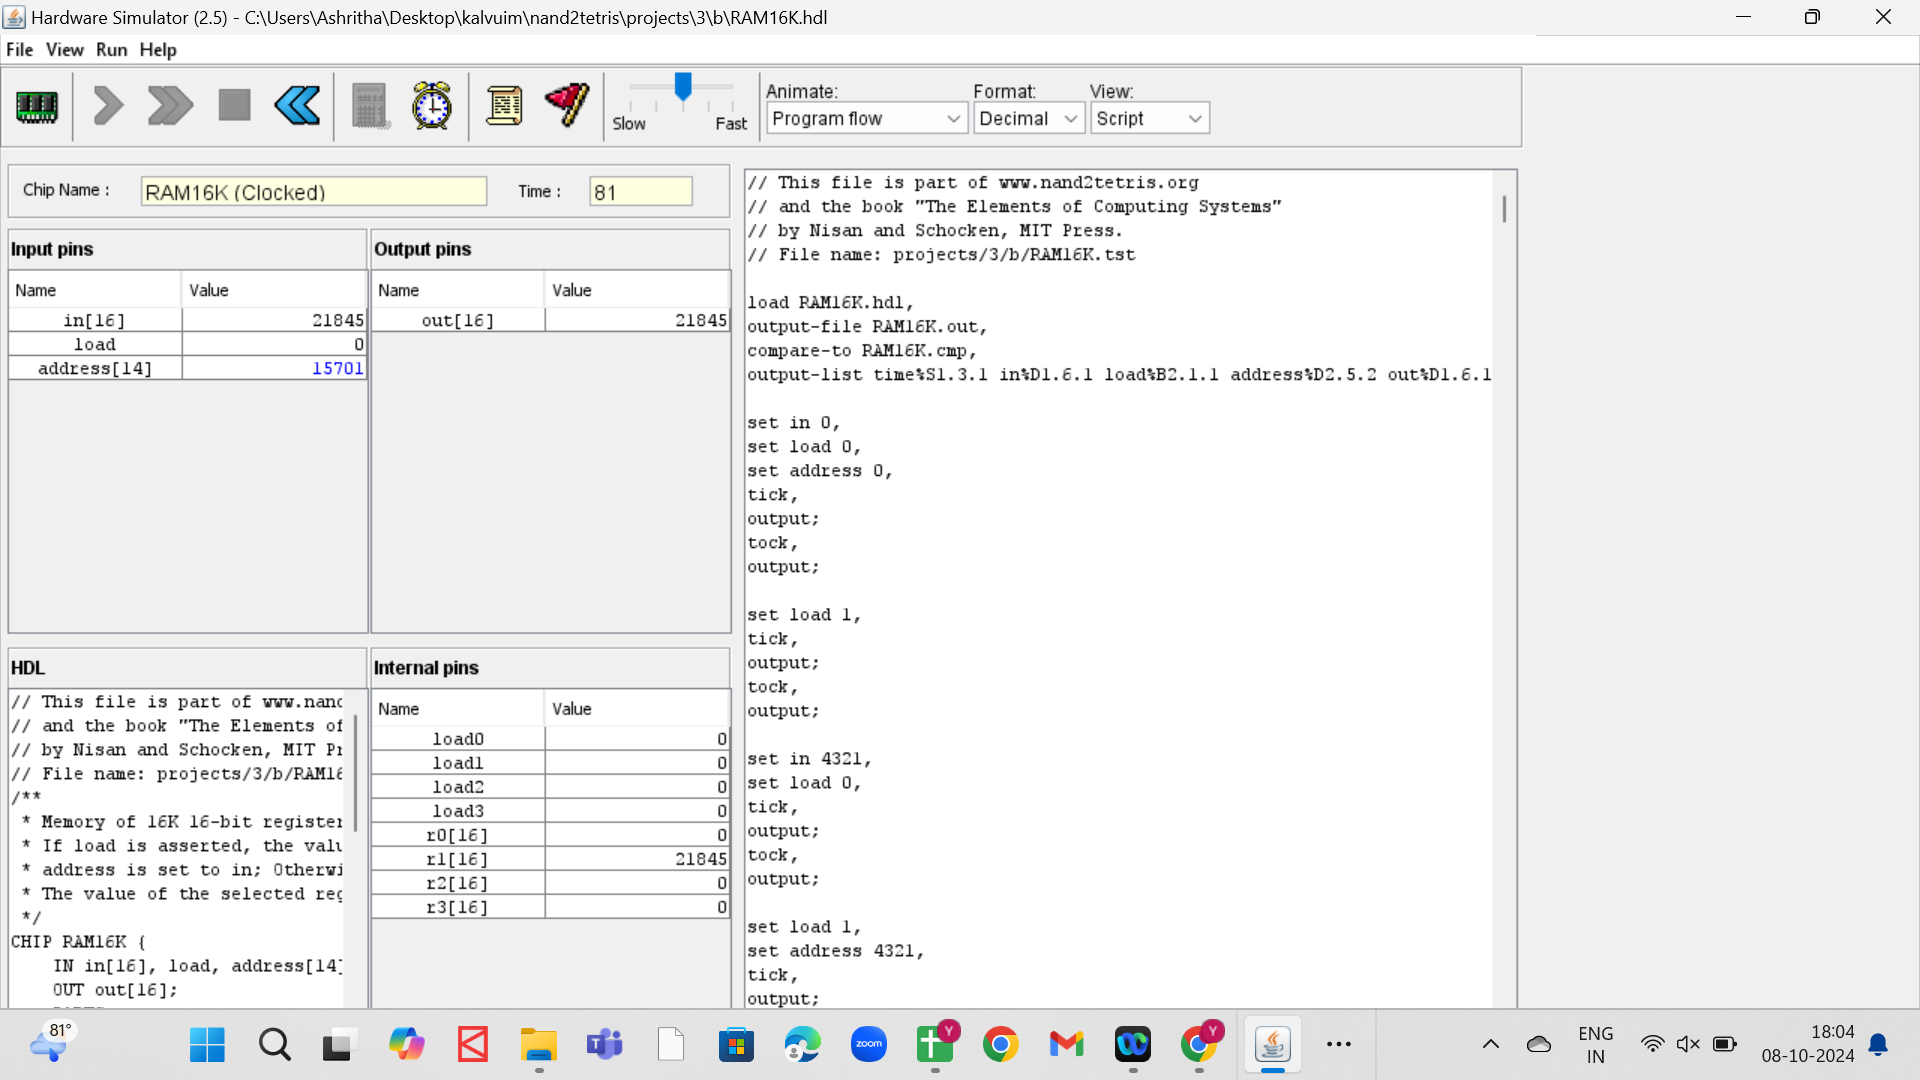 Hardware Simulator (2.5) - C:\Users\Ashritha\Desktop\kalvuim\nand2tetris\projects\3\b\RAM16K.hdl
File View Run Help
Slow Fast
Animate: Format: View:
Program flow Decimal Script
Chip Name : RAM16K (Clocked) Time : 81
Input pins
Name Value
in[16] 21845
load 0
address[14] 15701
Output pins
Name Value
out[16] 21845
HDL
// This file is part of www.nand
// and the book "The Elements of
// by Nisan and Schocken, MIT Pr
// File name: projects/3/b/RAM16
/**
* Memory of 16K 16-bit register
* If load is asserted, the valu
* address is set to in; Otherwi
* The value of the selected reg
*/
CHIP RAM16K {
IN in[16], load, address[14]
OUT out[16];
Internal pins
Name Value
load0 0
load1 0
load2 0
load3 0
r0[16] 0
r1[16] 21845
r2[16] 0
r3[16] 0
// This file is part of www.nand2tetris.org
// and the book "The Elements of Computing Systems"
// by Nisan and Schocken, MIT Press.
// File name: projects/3/b/RAM16K.tst
load RAM16K.hdl,
output-file RAM16K.out,
compare-to RAM16K.cmp,
output-list time%S1.3.1 in%D1.6.1 load%B2.1.1 address%D2.5.2 out%D1.6.1
set in 0,
set load 0,
set address 0,
tick,
output;
tock,
output;
set load 1,
tick,
output;
tock,
output;
set in 4321,
set load 0,
tick,
output;
tock,
output;
set load 1,
set address 4321,
tick,
output;
81°
zoom
Y
Y
ENG
IN
18:04
08-10-2024